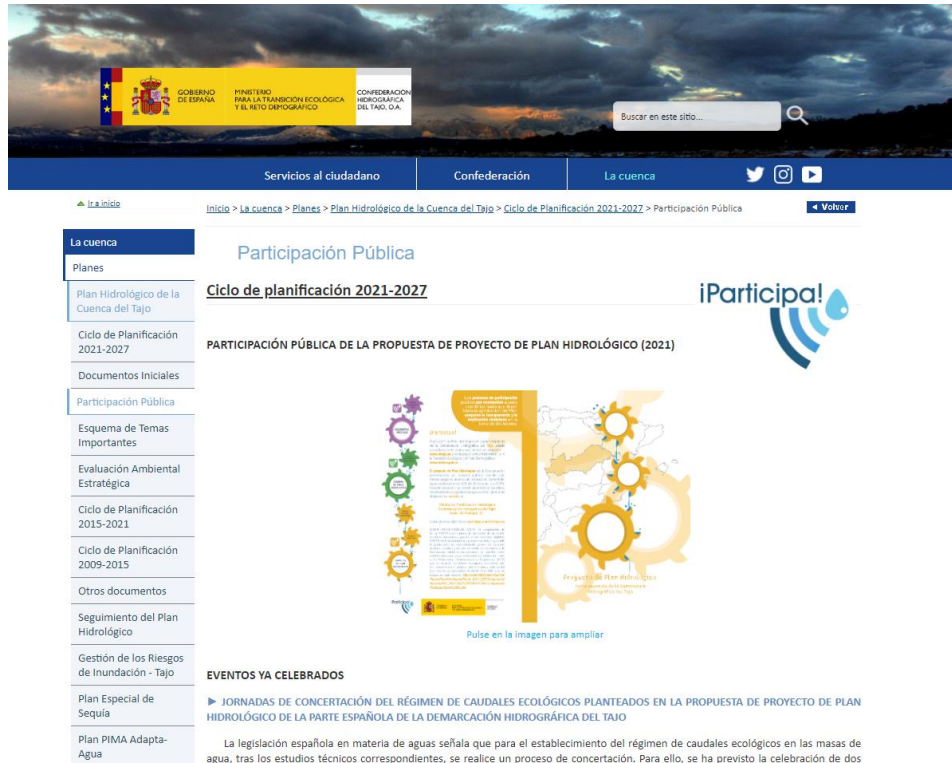 GOBIERNO
DE ESPAÑA
MINISTERIO
PARA LA TRANSICIÓN ECOLÓGICA
Y EL RETO DEMOGRÁFICO
CONFEDERACIÓN
HIDROGRÁFICA
DEL TAJO, O.A.
Buscar en este sitio...
Servicios al ciudadano
Confederación
La cuenca
Ir a inicio
Inicio > La cuenca > Planes > Plan Hidrológico de la Cuenca del Tajo > Ciclo de Planificación 2021-2027 > Participación Pública
Volver
La cuenca
Planes
Plan Hidrológico de la
Cuenca del Tajo
Ciclo de Planificación
2021-2027
Documentos Iniciales
Participación Pública
Esquema de Temas
Importantes
Evaluación Ambiental
Estratégica
Ciclo de Planificación
2015-2021
Ciclo de Planificación
2009-2015
Otros documentos
Seguimiento del Plan
Hidrológico
Gestión de los Riesgos
de Inundación - Tajo
Plan Especial de
Sequía
Plan PIMA Adapta-
Agua
Participación Pública
Ciclo de planificación 2021-2027
¡Participa!
PARTICIPACIÓN PÚBLICA DE LA PROPUESTA DE PROYECTO DE PLAN HIDROLÓGICO (2021)
Proyecto de Plan Hidrológico
Pulse en la imagen para ampliar
EVENTOS YA CELEBRADOS
► JORNADAS DE CONCERTACIÓN DEL RÉGIMEN DE CAUDALES ECOLÓGICOS PLANTEADOS EN LA PROPUESTA DE PROYECTO DE PLAN
HIDROLÓGICO DE LA PARTE ESPAÑOLA DE LA DEMARCACIÓN HIDROGRÁFICA DEL TAJO
La legislación española en materia de aguas señala que para el establecimiento del régimen de caudales ecológicos en las masas de
agua, tras los estudios técnicos correspondientes, se realice un proceso de concertación. Para ello, se ha previsto la celebración de dos